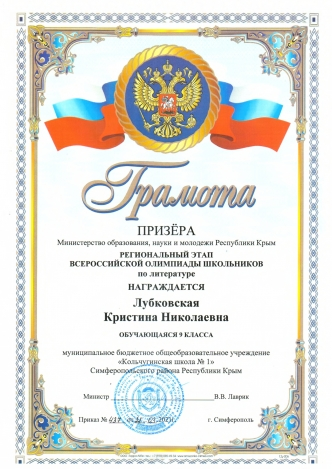 Грамота
ПРИЗЁРА
Министерство образования, науки и молодежи Республики Крым
РЕГИОНАЛЬНЫЙ ЭТАП
ВСЕРОССИЙСКОЙ ОЛИМПИАДЫ ШКОЛЬНИКОВ
по литературе
НАГРАЖДАЕТСЯ
Лубковская
Кристина Николаевна
ОБУЧАЮЩАЯСЯ 9 КЛАССА
муниципальное бюджетное общеобразовательное учреждение
«Кольчугинская школа № 1»
Симферопольского района Республики Крым
Министр В.В. Лаврик
Приказ № г. Симферополь